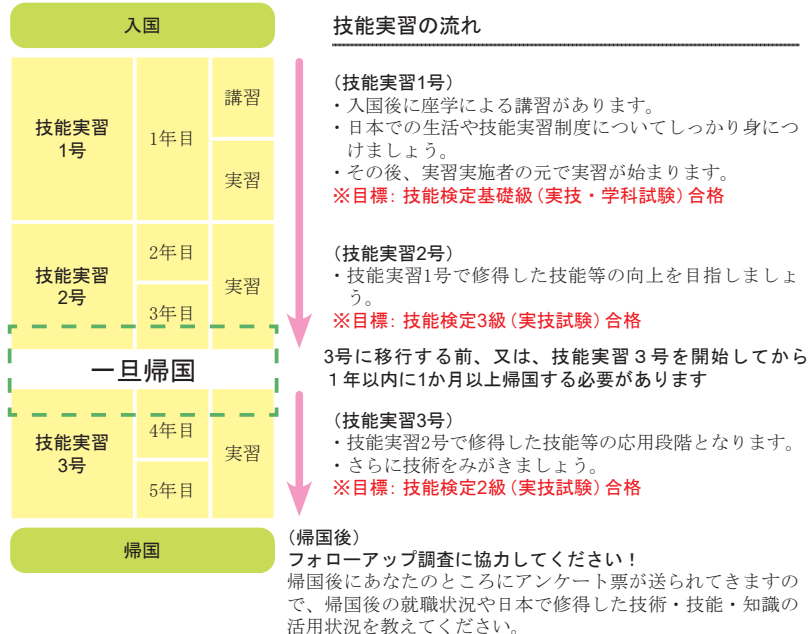 入国
技能実習
1号
1年目
講習
実習
技能実習
2号
2年目
3年目
実習
一旦帰国
技能実習
3号
4年目
5年目
実習
帰国
技能実習の流れ
（技能実習1号）
・入国後に座学による講習があります。
・日本での生活や技能実習制度についてしっかり身につ
けましょう。
・その後、実習実施者の元で実習が始まります。
※目標：技能検定基礎級（実技・学科試験）合格
（技能実習2号）
・技能実習1号で修得した技能等の向上を目指しましょ
う。
※目標：技能検定3級（実技試験）合格
3号に移行する前、又は、技能実習３号を開始してから
１年以内に1か月以上帰国する必要があります
（技能実習3号）
・技能実習2号で修得した技能等の応用段階となります。
・さらに技術をみがきましょう。
※目標：技能検定2級（実技試験）合格
（帰国後）
フォローアップ調査に協力してください！
帰国後にあなたのところにアンケート票が送られてきますの
で、帰国後の就職状況や日本で修得した技術・技能・知識の
活用状況を教えてください。